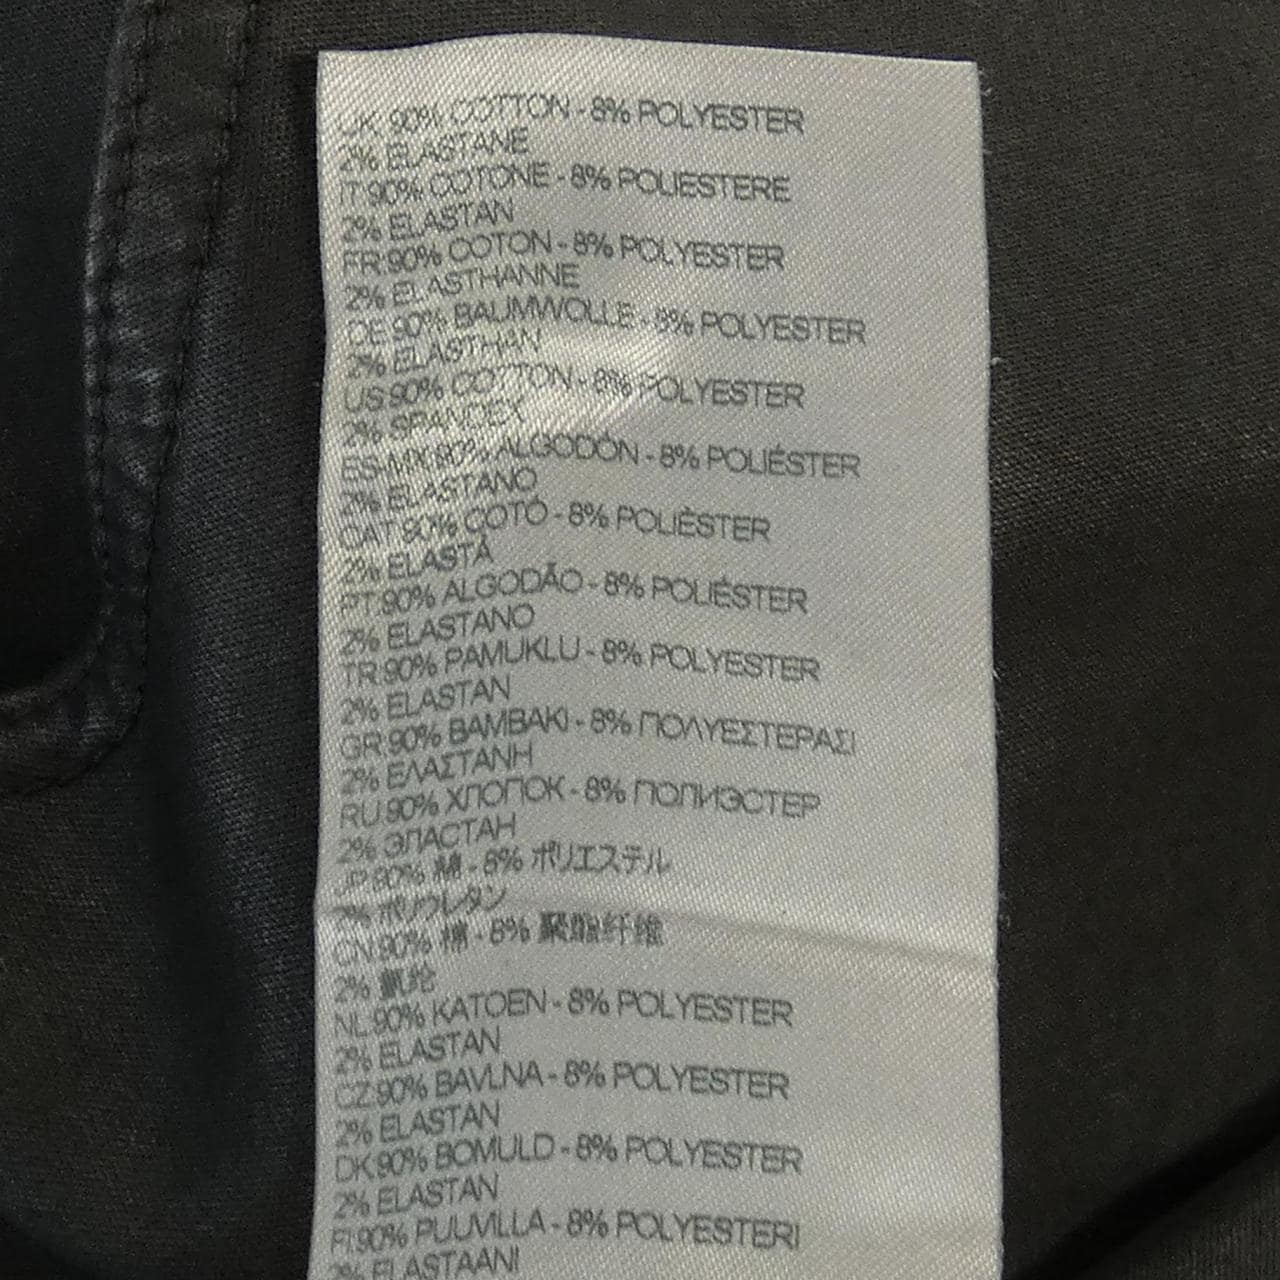 UK 90% COTTON - 8% POLYESTER
2% ELASTANE
IT 90% COTONE - 8% POLIESTERE
2% ELASTAN
FR 90% COTON - 8% POLYESTER
2% ELASTHANNE
DE 90% BAUMWOLLE - 8% POLYESTER
2% ELASTHAN
US 90% COTTON - 8% POLYESTER
2% SPANDEX
ES-MX 90% ALGODÓN - 8% POLIÉSTER
2% ELASTANO
CAT 90% COTÓ - 8% POLIÈSTER
2% ELASTÀ
PT 90% ALGODÃO - 8% POLIÉSTER
2% ELASTANO
TR 90% PAMUKLU - 8% POLYESTER
2% ELASTAN
GR 90% ΒΑΜΒΑΚΙ - 8% ΠΟΛΥΕΣΤΕΡΑΣΙ
2% ΕΛΑΣΤΑΝΗ
RU 90% ХЛОПОК - 8% ПОЛИЭСТЕР
2% ЭЛАСТАН
JP 90% 綿 - 8% ポリエステル
2% ポリウレタン
CN 90% 棉 - 8% 聚酯纤维
2% 氨纶
NL 90% KATOEN - 8% POLYESTER
2% ELASTAN
CZ 90% BAVLNA - 8% POLYESTER
2% ELASTAN
DK 90% BOMULD - 8% POLYESTER
2% ELASTAN
FI 90% PUUVILLA - 8% POLYESTERI
2% ELASTAANI